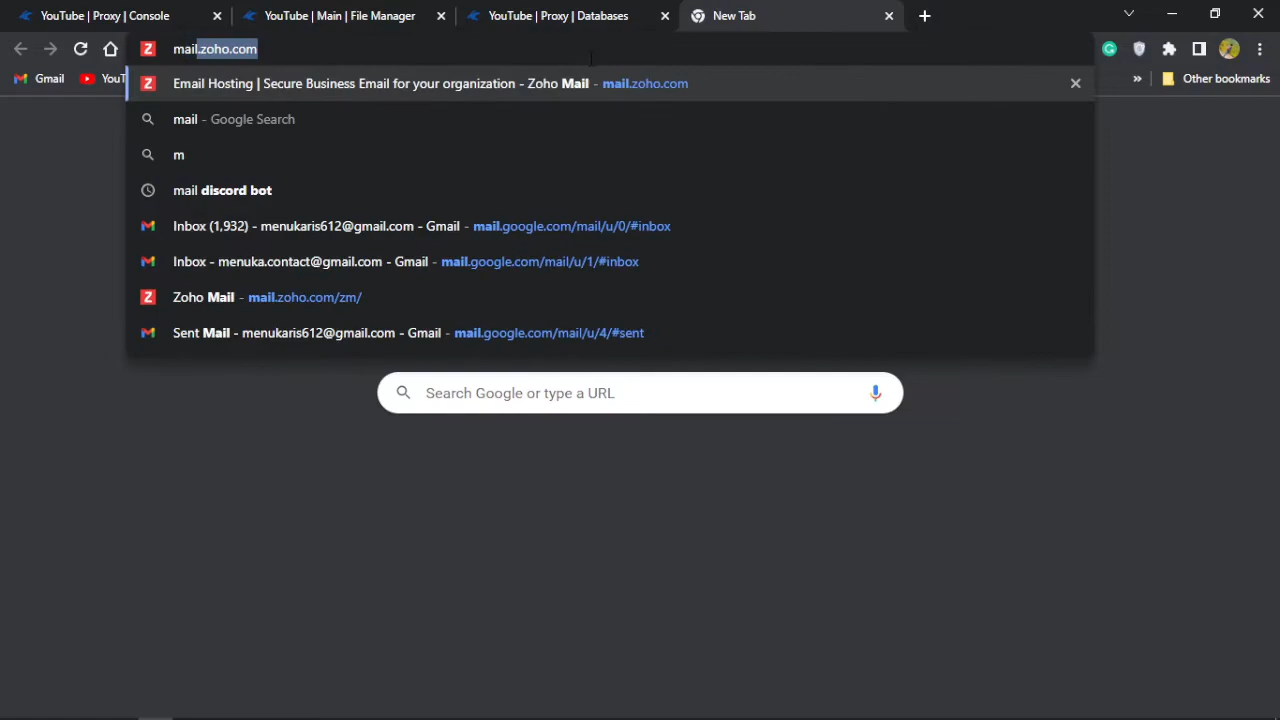 YouTube | Proxy | Console
YouTube | Main | File Manager
YouTube | Proxy | Databases
New Tab
mail.zoho.com
Gmail
YouT
Other bookmarks
Email Hosting | Secure Business Email for your organization - Zoho Mail - mail.zoho.com
mail - Google Search
m
mail discord bot
Inbox (1,932) - menukaris612@gmail.com - Gmail - mail.google.com/mail/u/0/#inbox
Inbox - menuka.contact@gmail.com - Gmail - mail.google.com/mail/u/1/#inbox
Zoho Mail - mail.zoho.com/zm/
Sent Mail - menukaris612@gmail.com - Gmail - mail.google.com/mail/u/4/#sent
Search Google or type a URL